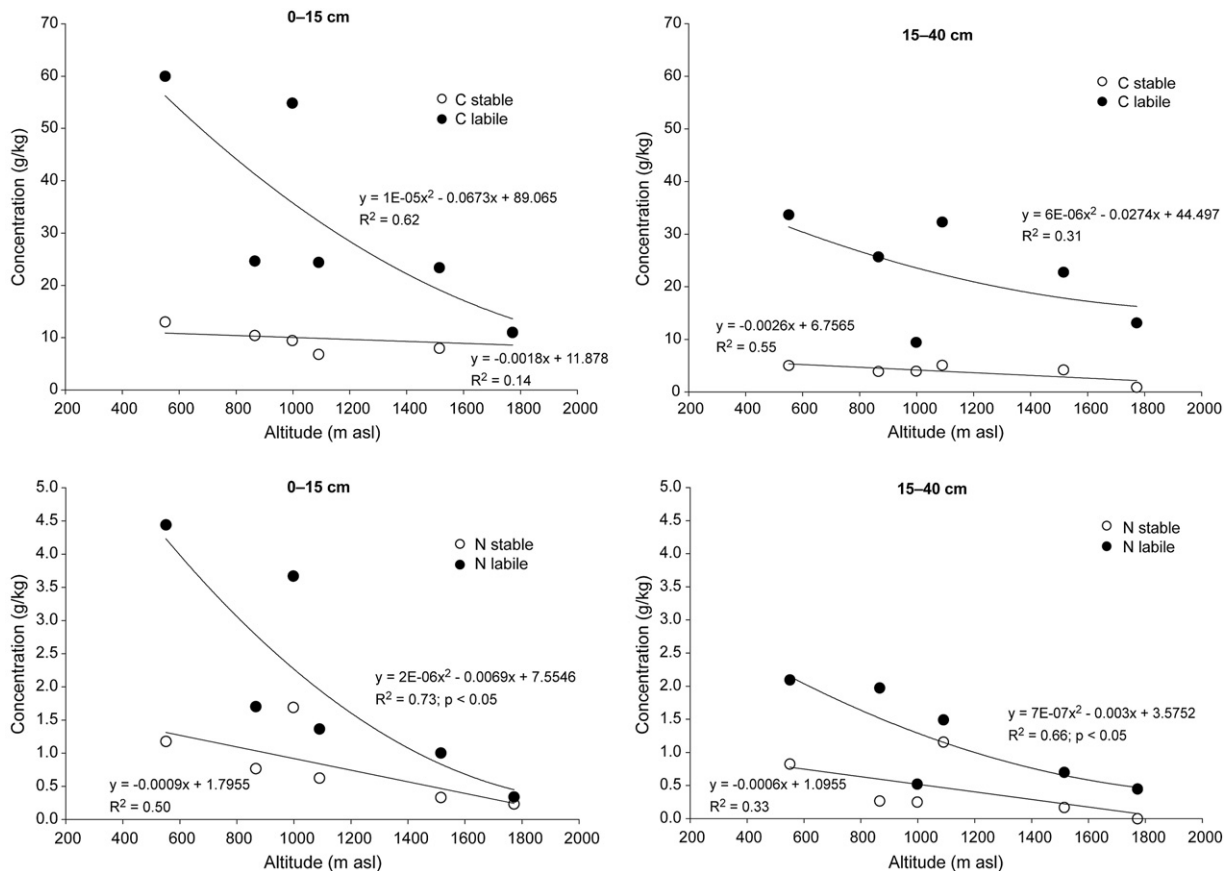 0–15 cm
70
60
50
40
30
20
10
0
Concentration (g/kg)
C stable
C labile
y = 1E-05x² - 0.0673x + 89.065
R² = 0.62
y = -0.0018x + 11.878
R² = 0.14
200 400 600 800 1000 1200 1400 1600 1800 2000
Altitude (m asl)
15–40 cm
70
60
50
40
30
20
10
0
Concentration (g/kg)
C stable
C labile
y = 6E-06x² - 0.0274x + 44.497
R² = 0.31
y = -0.0026x + 6.7565
R² = 0.55
200 400 600 800 1000 1200 1400 1600 1800 2000
Altitude (m asl)
0–15 cm
5.0
4.5
4.0
3.5
3.0
2.5
2.0
1.5
1.0
0.5
0.0
Concentration (g/kg)
N stable
N labile
y = 2E-06x² - 0.0069x + 7.5546
R² = 0.73; p < 0.05
y = -0.0009x + 1.7955
R² = 0.50
200 400 600 800 1000 1200 1400 1600 1800 2000
Altitude (m asl)
15–40 cm
5.0
4.5
4.0
3.5
3.0
2.5
2.0
1.5
1.0
0.5
0.0
Concentration (g/kg)
N stable
N labile
y = 7E-07x² - 0.003x + 3.5752
R² = 0.66; p < 0.05
y = -0.0006x + 1.0955
R² = 0.33
200 400 600 800 1000 1200 1400 1600 1800 2000
Altitude (m asl)